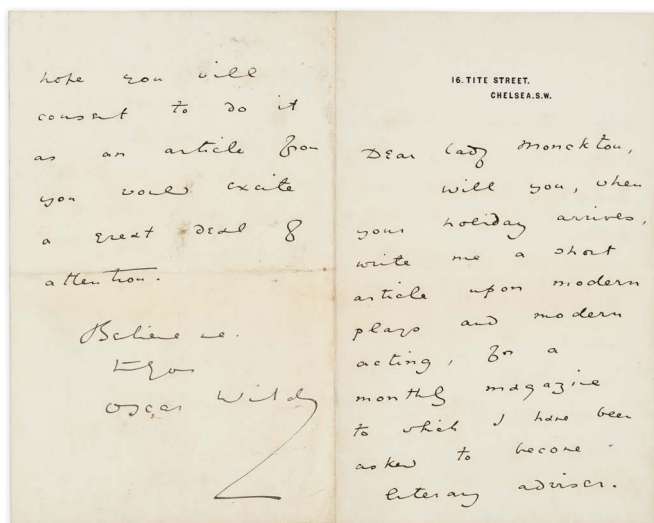 16. TITE STREET.
CHELSEA. S.W.
Dear Lady Monckton,
will you, when
your holiday arrives,
write me a short
article upon modern
plays and modern
acting, for a
monthly magazine
to which I have been
asked to become
literary adviser.
hope you will
consent to do it
as an article from
you would excite
a great deal of
attention.
Believe me.
Oscar Wilde